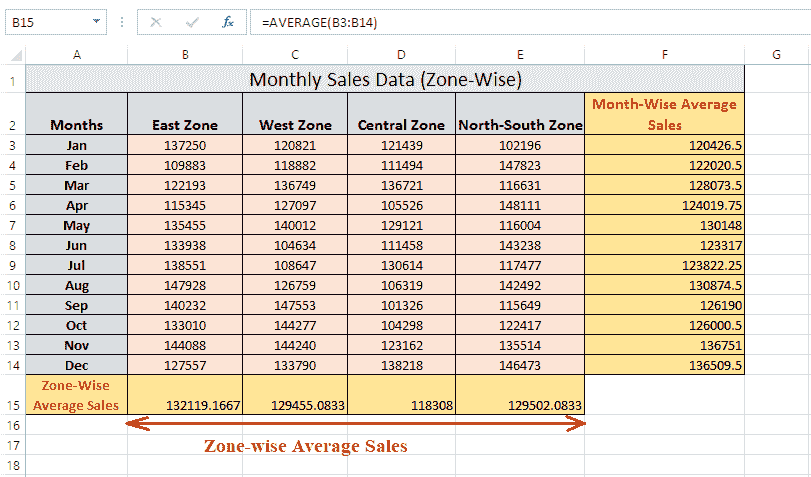 B15 fx =AVERAGE(B3:B14)
A B C D E F G
1 Monthly Sales Data (Zone-Wise)
Month-Wise Average
2 Months East Zone West Zone Central Zone North-South Zone Sales
3 Jan 137250 120821 121439 102196 120426.5
4 Feb 109883 118882 111494 147823 122020.5
5 Mar 122193 136749 136721 116631 128073.5
6 Apr 115345 127097 105526 148111 124019.75
7 May 135455 140012 129121 116004 130148
8 Jun 133938 104634 111458 143238 123317
9 Jul 138551 108647 130614 117477 123822.25
10 Aug 147928 126759 106319 142492 130874.5
11 Sep 140232 147553 101326 115649 126190
12 Oct 133010 144277 104298 122417 126000.5
13 Nov 144088 144240 123162 135514 136751
14 Dec 127557 133790 138218 146473 136509.5
Zone-Wise
15 Average Sales 132119.1667 129455.0833 118308 129502.0833
16
17 Zone-wise Average Sales
18